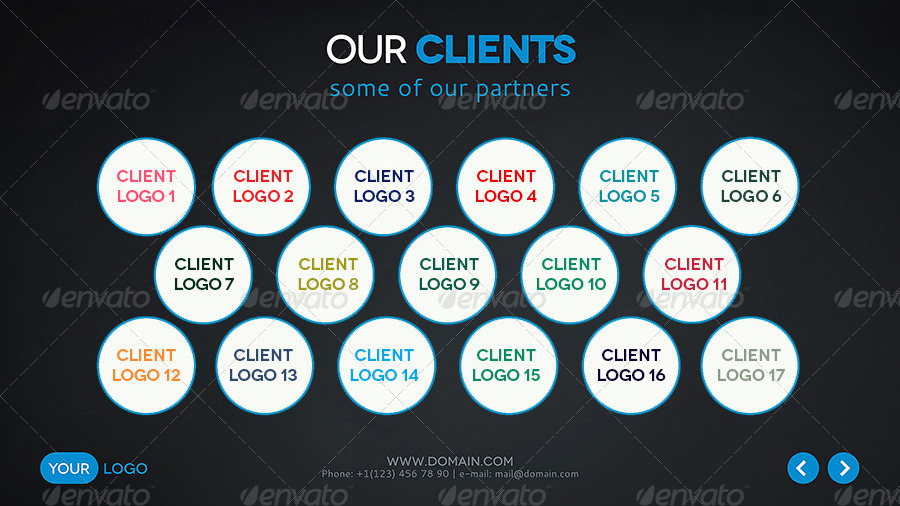 OUR CLIENTS
some of our partners
CLIENT
LOGO 1
CLIENT
LOGO 2
CLIENT
LOGO 3
CLIENT
LOGO 4
CLIENT
LOGO 5
CLIENT
LOGO 6
CLIENT
LOGO 7
CLIENT
LOGO 8
CLIENT
LOGO 9
CLIENT
LOGO 10
CLIENT
LOGO 11
CLIENT
LOGO 12
CLIENT
LOGO 13
CLIENT
LOGO 14
CLIENT
LOGO 15
CLIENT
LOGO 16
CLIENT
LOGO 17
YOUR LOGO
WWW.DOMAIN.COM
Phone: +1(123) 456 78 90 | e-mail: mail@domain.com
envato